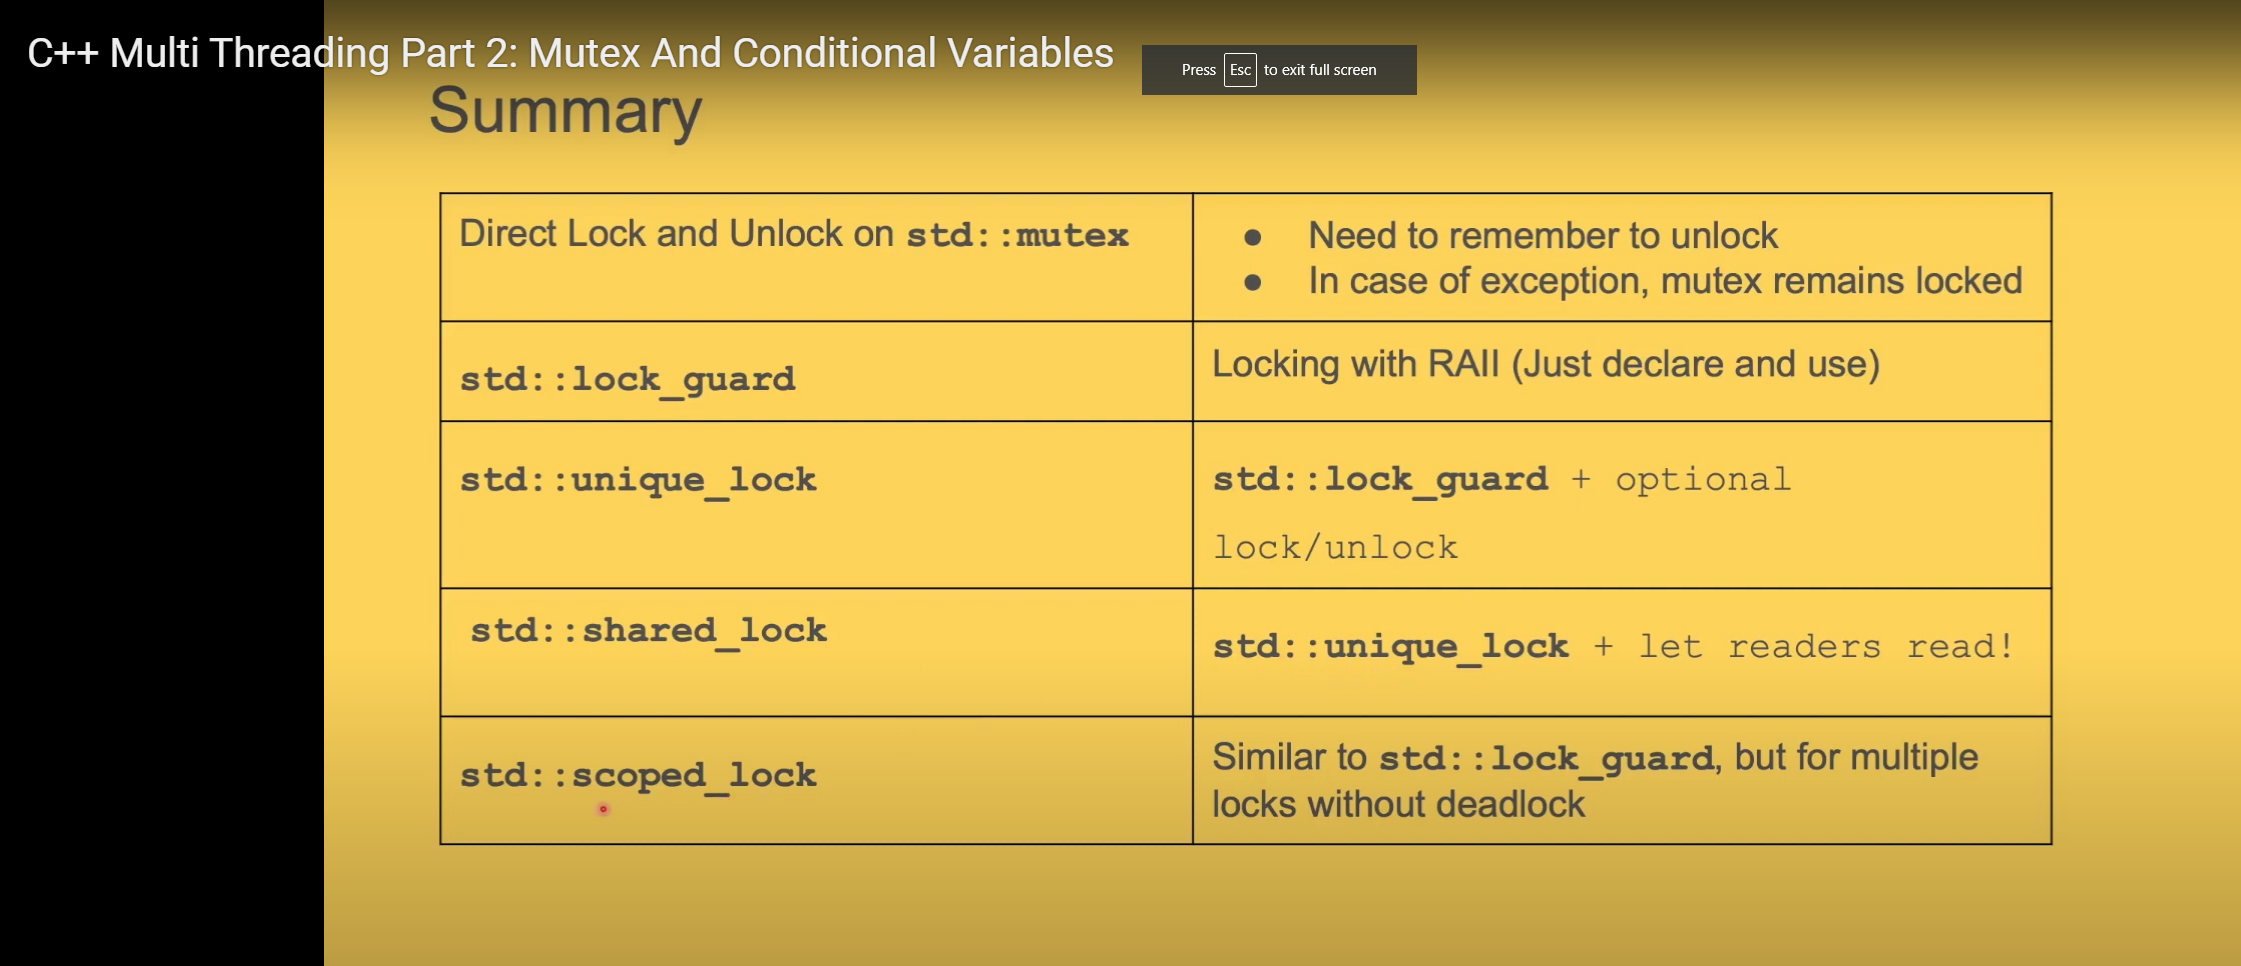 C++ Multi Threading Part 2: Mutex And Conditional Variables
Press Esc to exit full screen
Summary
Direct Lock and Unlock on std::mutex
● Need to remember to unlock
● In case of exception, mutex remains locked
std::lock_guard
Locking with RAII (Just declare and use)
std::unique_lock
std::lock_guard + optional
lock/unlock
std::shared_lock
std::unique_lock + let readers read!
std::scoped_lock
Similar to std::lock_guard, but for multiple
locks without deadlock